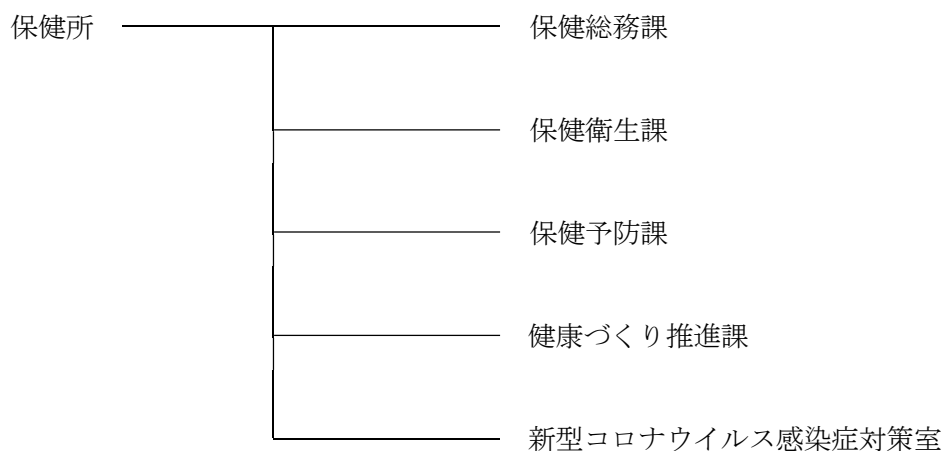 保健所
保健総務課
保健衛生課
保健予防課
健康づくり推進課
新型コロナウイルス感染症対策室